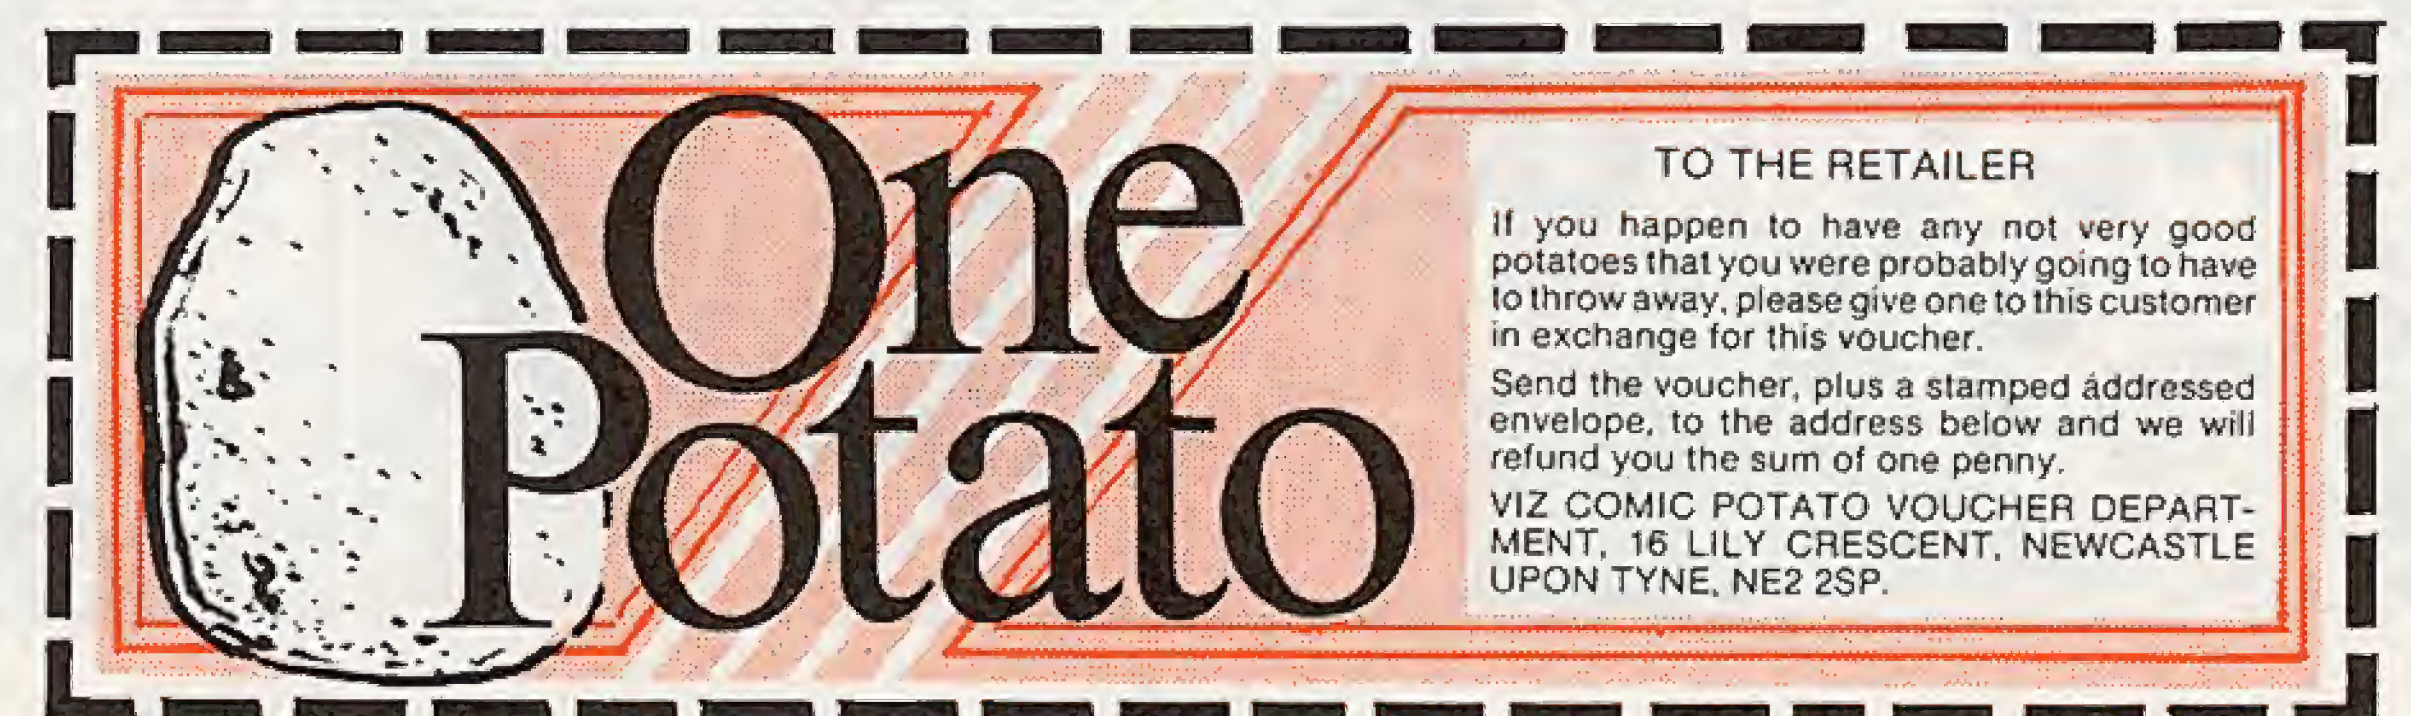 One
Potato
TO THE RETAILER
If you happen to have any not very good
potatoes that you were probably going to have
to throw away, please give one to this customer
in exchange for this voucher.
Send the voucher, plus a stamped addressed
envelope, to the address below and we will
refund you the sum of one penny.
VIZ COMIC POTATO VOUCHER DEPART-
MENT, 16 LILY CRESCENT, NEWCASTLE
UPON TYNE, NE2 2SP.